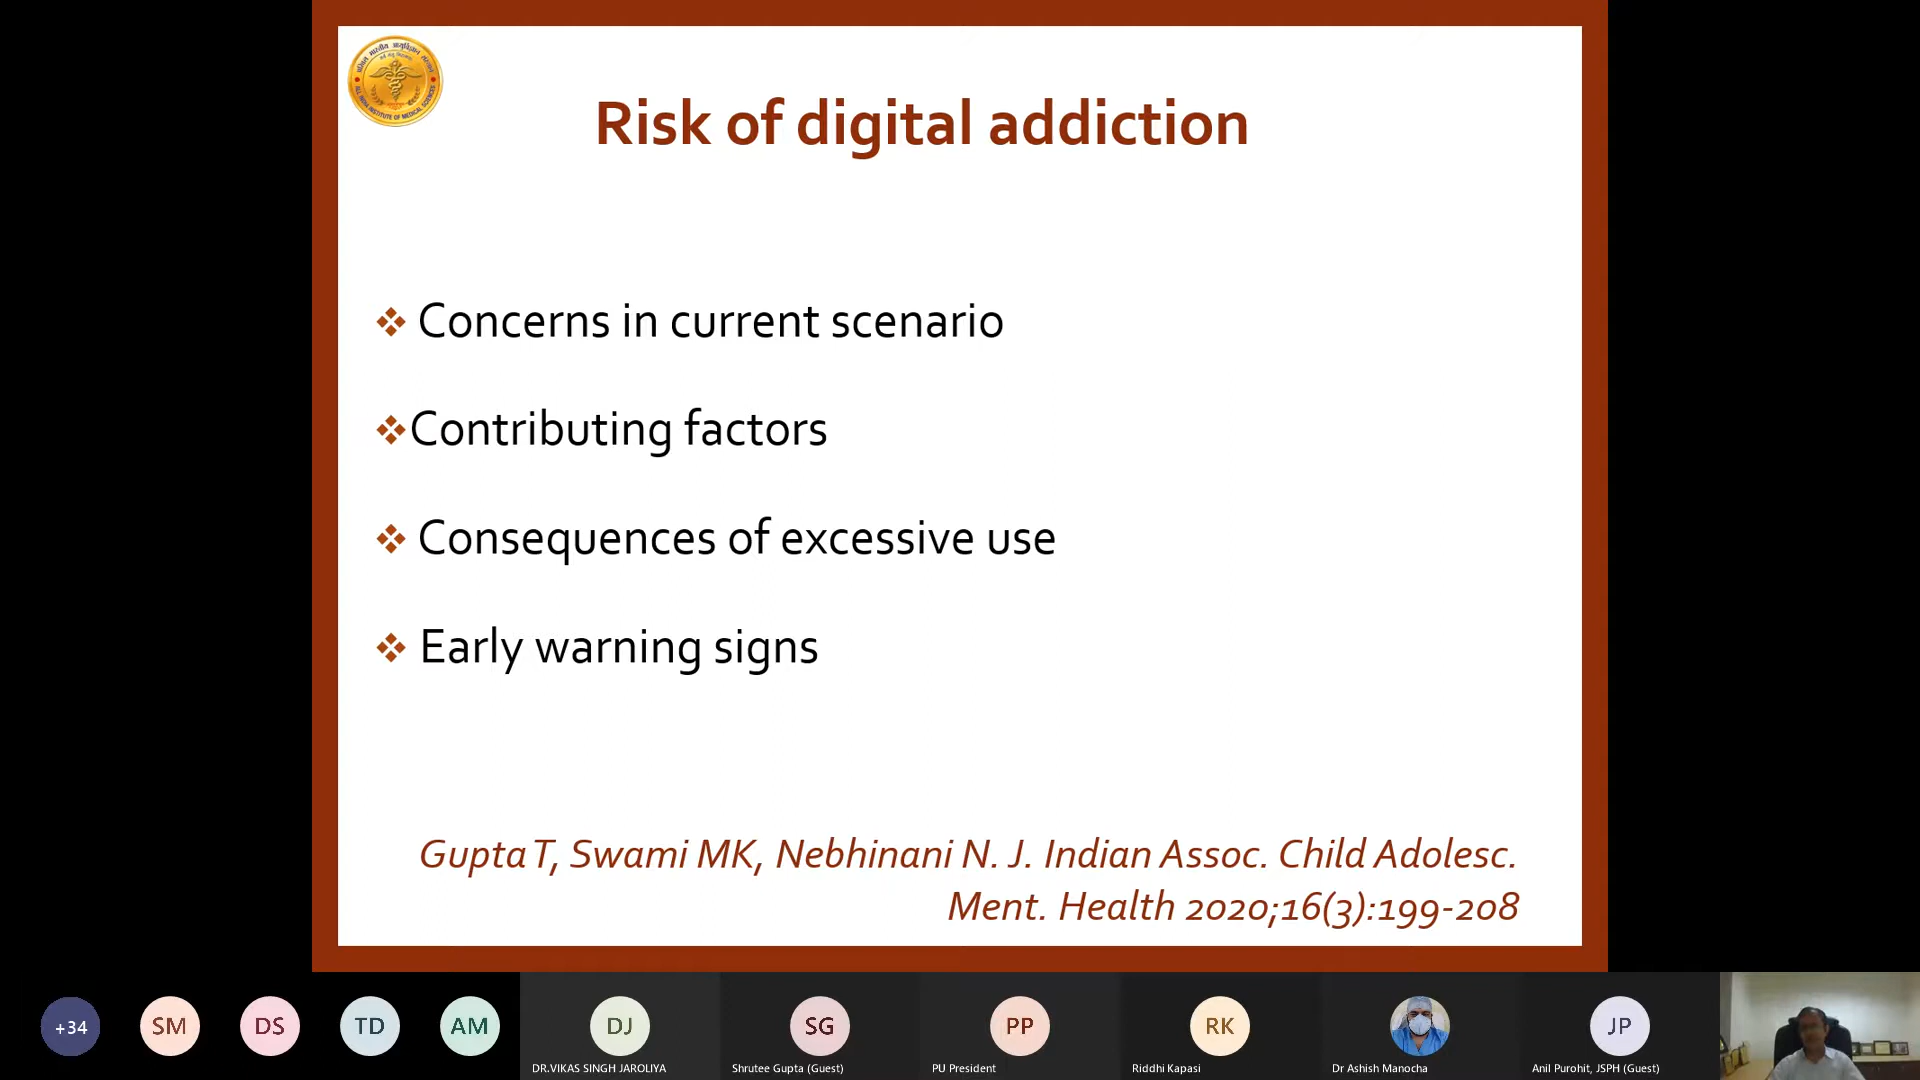 Risk of digital addiction
Concerns in current scenario
Contributing factors
Consequences of excessive use
Early warning signs
Gupta T, Swami MK, Nebhinani N. J. Indian Assoc. Child Adolesc.
Ment. Health 2020;16(3):199-208
+34
SM
DS
TD
AM
DJ
SG
PP
RK
JP
DR.VIKAS SINGH JAROLIYA
Shrutee Gupta (Guest)
PU President
Riddhi Kapasi
Dr Ashish Manocha
Anil Purohit, JSPH (Guest)